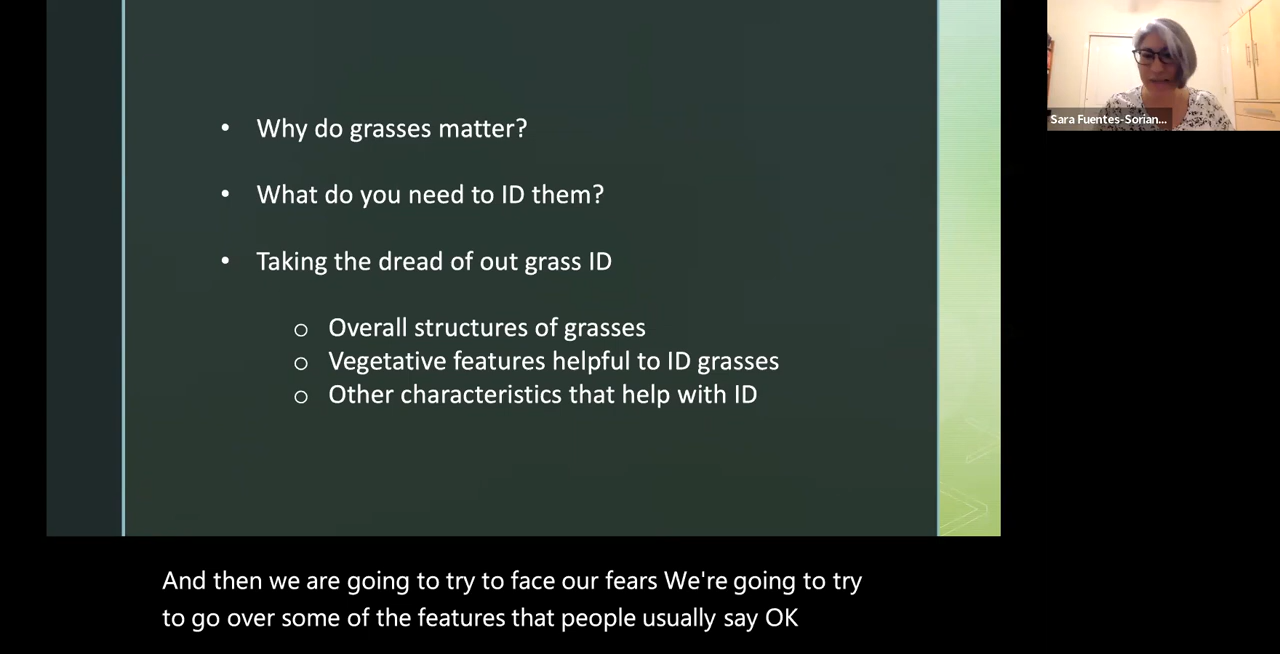 • Why do grasses matter?
• What do you need to ID them?
• Taking the dread of out grass ID
o Overall structures of grasses
o Vegetative features helpful to ID grasses
o Other characteristics that help with ID
Sara Fuentes-Sorian...
And then we are going to try to face our fears We're going to try
to go over some of the features that people usually say OK